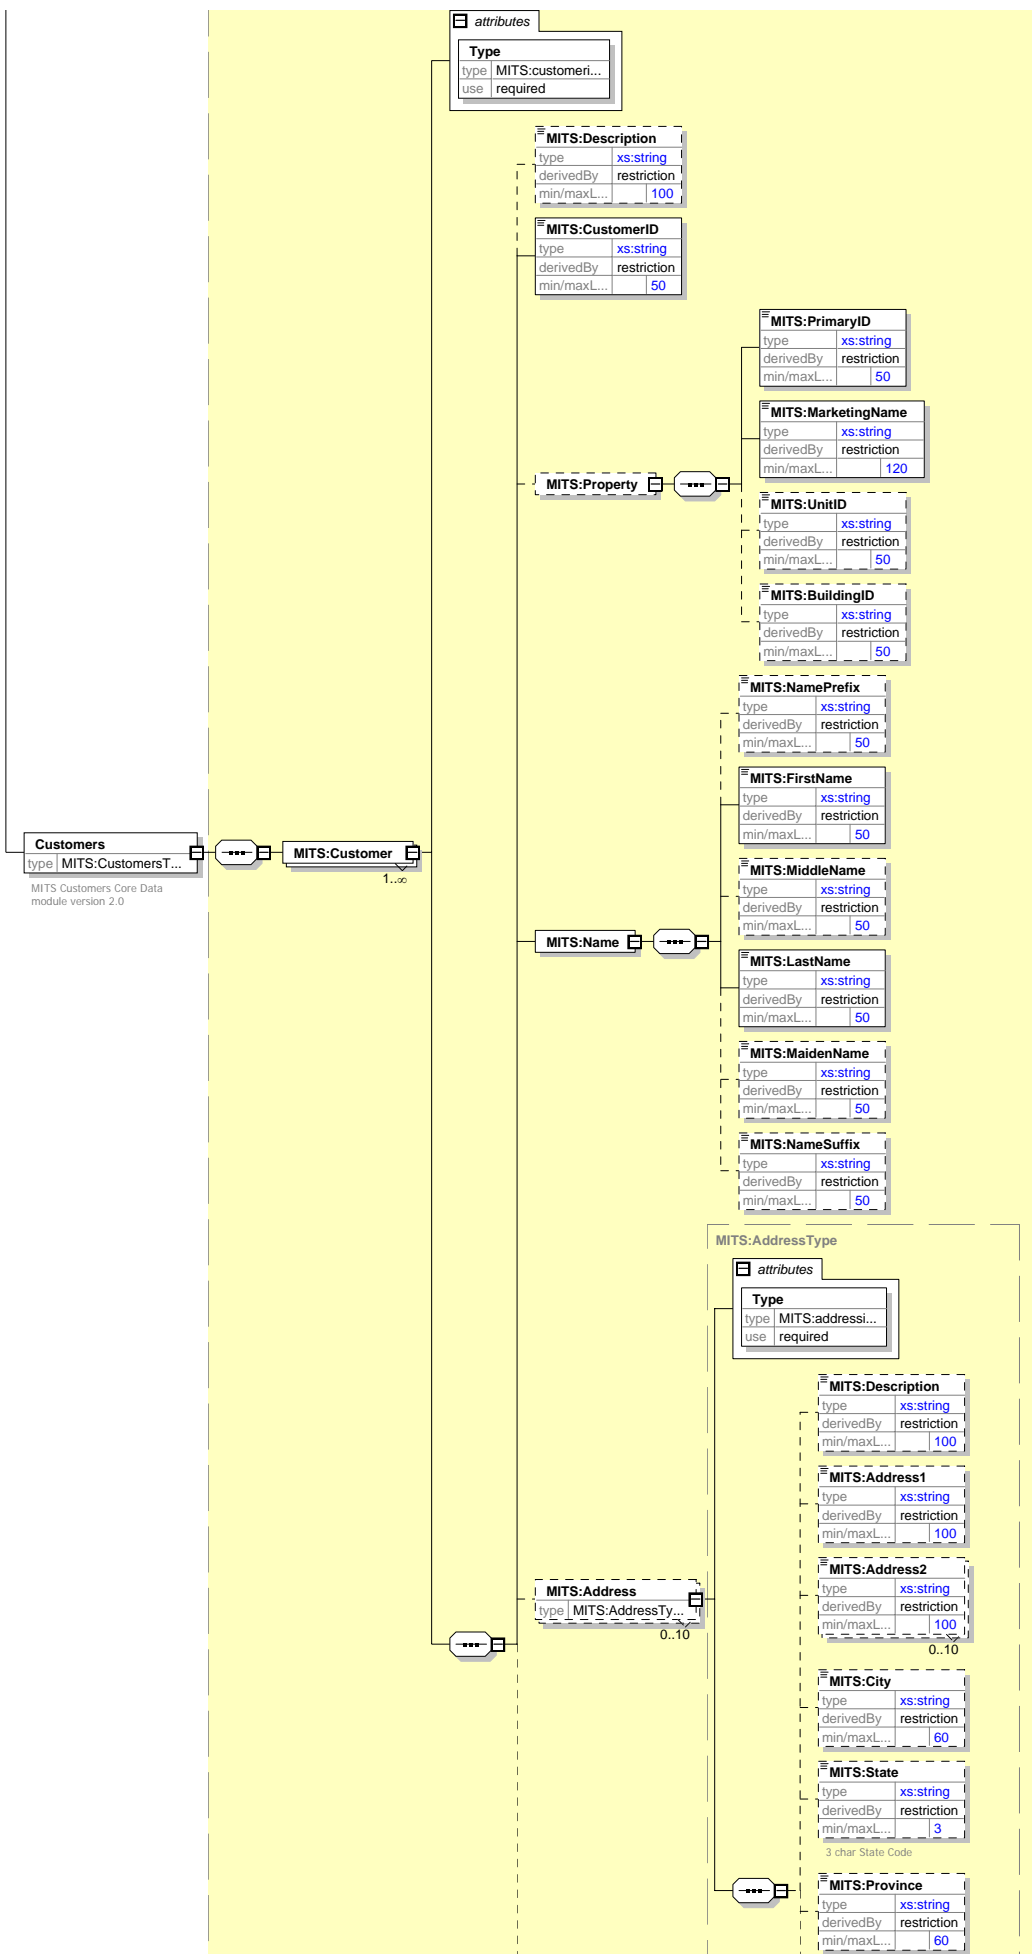 attributes
Type
type MITS:customeri...
use required
MITS:Description
type xs:string
derivedBy restriction
min/maxL... 100
MITS:CustomerID
type xs:string
derivedBy restriction
min/maxL... 50
MITS:Property
MITS:PrimaryID
type xs:string
derivedBy restriction
min/maxL... 50
MITS:MarketingName
type xs:string
derivedBy restriction
min/maxL... 120
MITS:UnitID
type xs:string
derivedBy restriction
min/maxL... 50
MITS:BuildingID
type xs:string
derivedBy restriction
min/maxL... 50
Customers
type MITS:CustomersT...
MITS Customers Core Data
module version 2.0
MITS:Customer
1..∞
MITS:Name
MITS:NamePrefix
type xs:string
derivedBy restriction
min/maxL... 50
MITS:FirstName
type xs:string
derivedBy restriction
min/maxL... 50
MITS:MiddleName
type xs:string
derivedBy restriction
min/maxL... 50
MITS:LastName
type xs:string
derivedBy restriction
min/maxL... 50
MITS:MaidenName
type xs:string
derivedBy restriction
min/maxL... 50
MITS:NameSuffix
type xs:string
derivedBy restriction
min/maxL... 50
MITS:Address
type MITS:AddressTy...
0..10
MITS:AddressType
attributes
Type
type MITS:addressi...
use required
MITS:Description
type xs:string
derivedBy restriction
min/maxL... 100
MITS:Address1
type xs:string
derivedBy restriction
min/maxL... 100
MITS:Address2
type xs:string
derivedBy restriction
min/maxL... 100
0..10
MITS:City
type xs:string
derivedBy restriction
min/maxL... 60
MITS:State
type xs:string
derivedBy restriction
min/maxL... 3
3 char State Code
MITS:Province
type xs:string
derivedBy restriction
min/maxL... 60